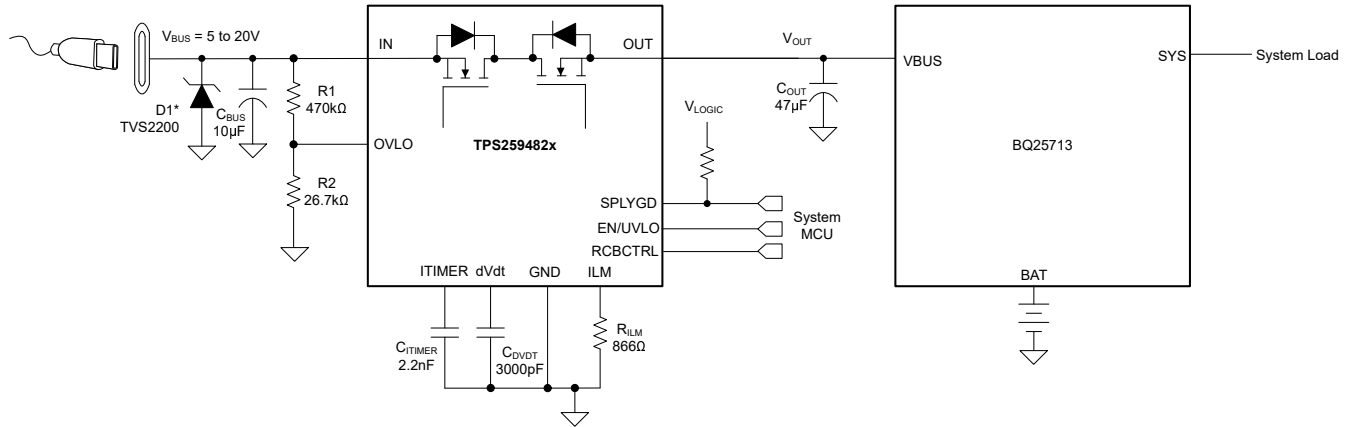 V_BUS = 5 to 20V
D1*
TVS2200
C_BUS
10µF
R1
470kΩ
R2
26.7kΩ
IN
OUT
OVLO
TPS259482x
SPLYGD
EN/UVLO
RCBCTRL
ITIMER
dVdt
GND
ILM
C_ITIMER
2.2nF
C_DVDT
3000pF
R_ILM
866Ω
V_LOGIC
System
MCU
V_OUT
C_OUT
47µF
VBUS
SYS
BQ25713
BAT
System Load